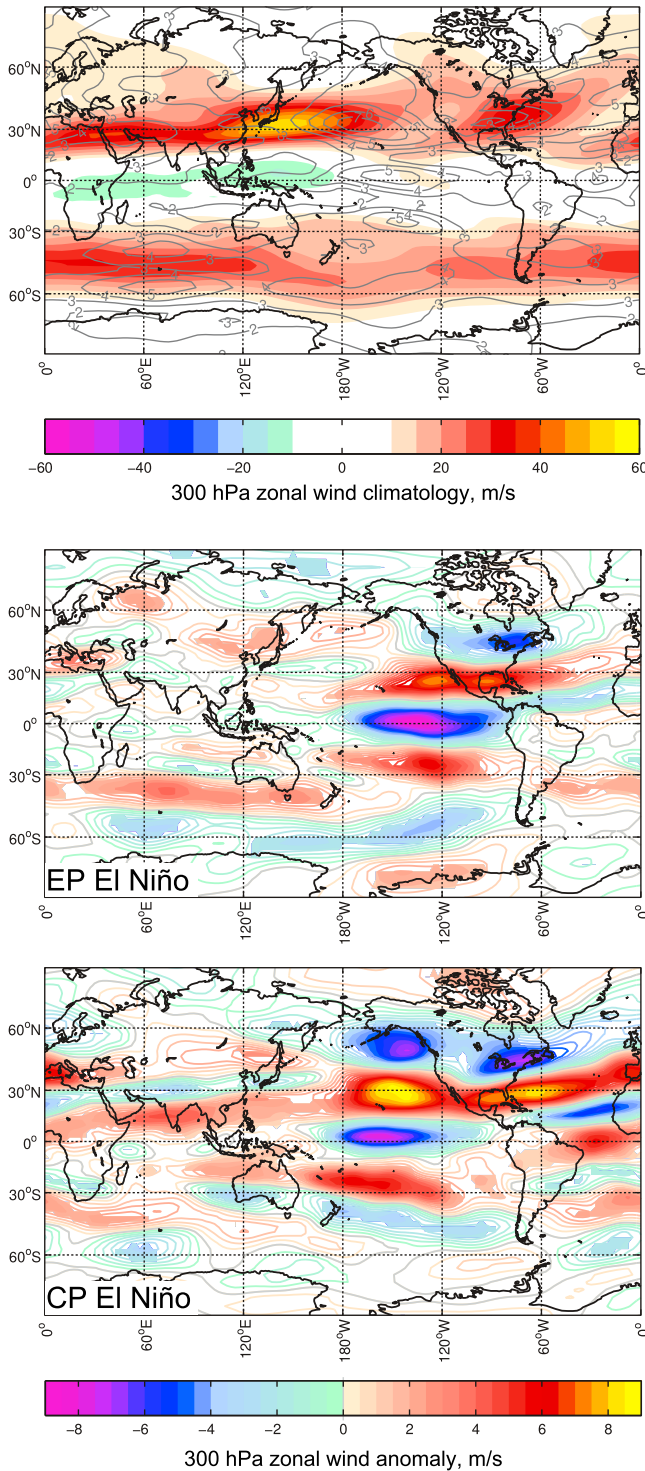 60°N
30°N
0°
30°S
60°S
0°
60°E
120°E
180°W
120°W
60°W
0°
−60
−40
−20
0
20
40
60
300 hPa zonal wind climatology, m/s
60°N
30°N
0°
30°S
60°S
EP El Niño
0°
60°E
120°E
180°W
120°W
60°W
0°
60°N
30°N
0°
30°S
60°S
CP El Niño
0°
60°E
120°E
180°W
120°W
60°W
0°
−8
−6
−4
−2
0
2
4
6
8
300 hPa zonal wind anomaly, m/s